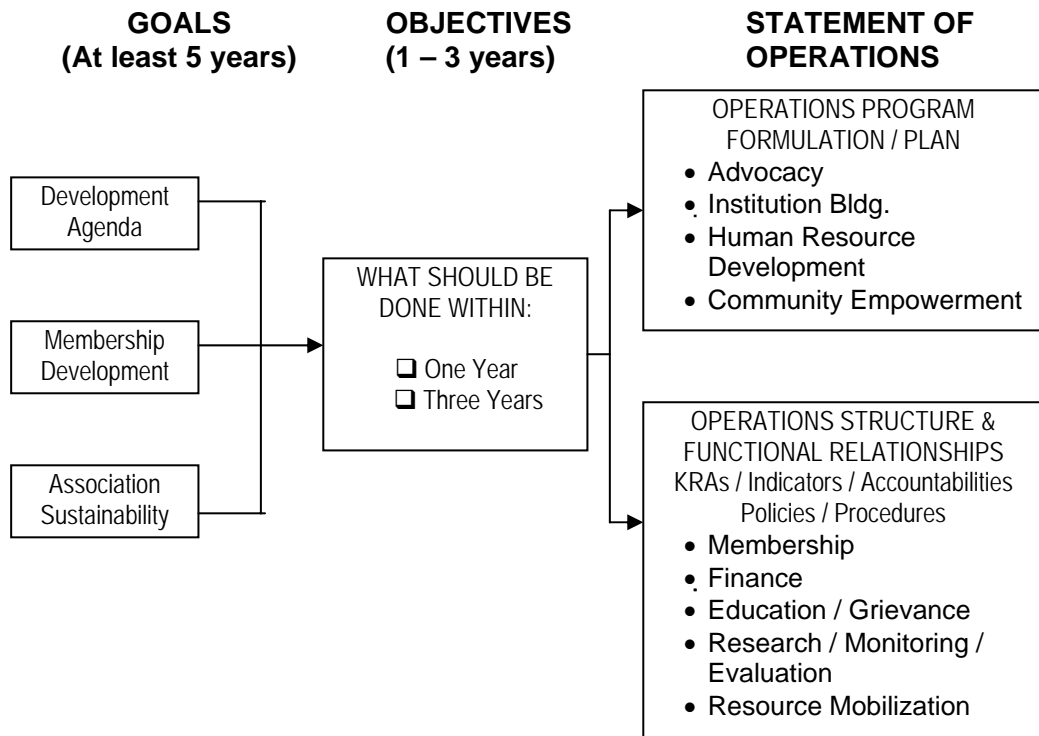 GOALS
(At least 5 years)
OBJECTIVES
(1 – 3 years)
STATEMENT OF
OPERATIONS
Development
Agenda
Membership
Development
Association
Sustainability
WHAT SHOULD BE
DONE WITHIN:
❑ One Year
❑ Three Years
OPERATIONS PROGRAM
FORMULATION / PLAN
• Advocacy
• Institution Bldg.
• Human Resource
Development
• Community Empowerment
OPERATIONS STRUCTURE &
FUNCTIONAL RELATIONSHIPS
KRAs / Indicators / Accountabilities
Policies / Procedures
• Membership
• Finance
• Education / Grievance
• Research / Monitoring /
Evaluation
• Resource Mobilization